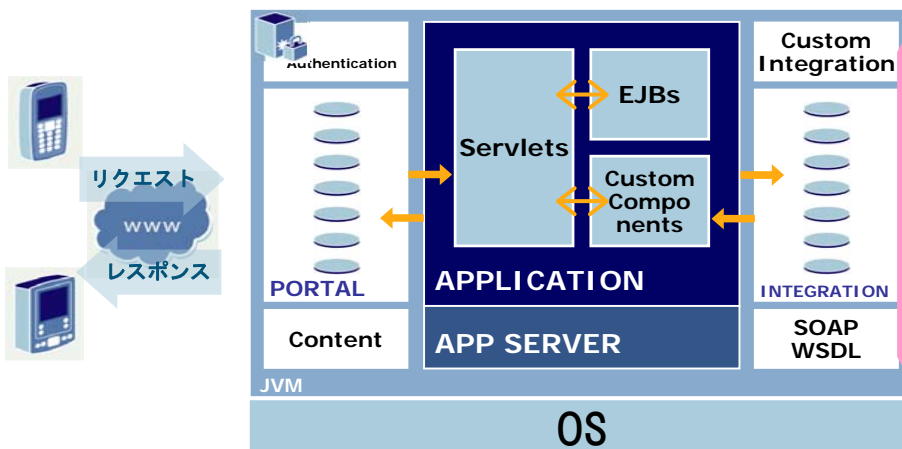 リクエスト
www
レスポンス
Authentication
PORTAL
Content
Servlets
EJBs
Custom
Compo
nents
APPLICATION
APP SERVER
Custom
Integration
INTEGRATION
SOAP
WSDL
JVM
OS